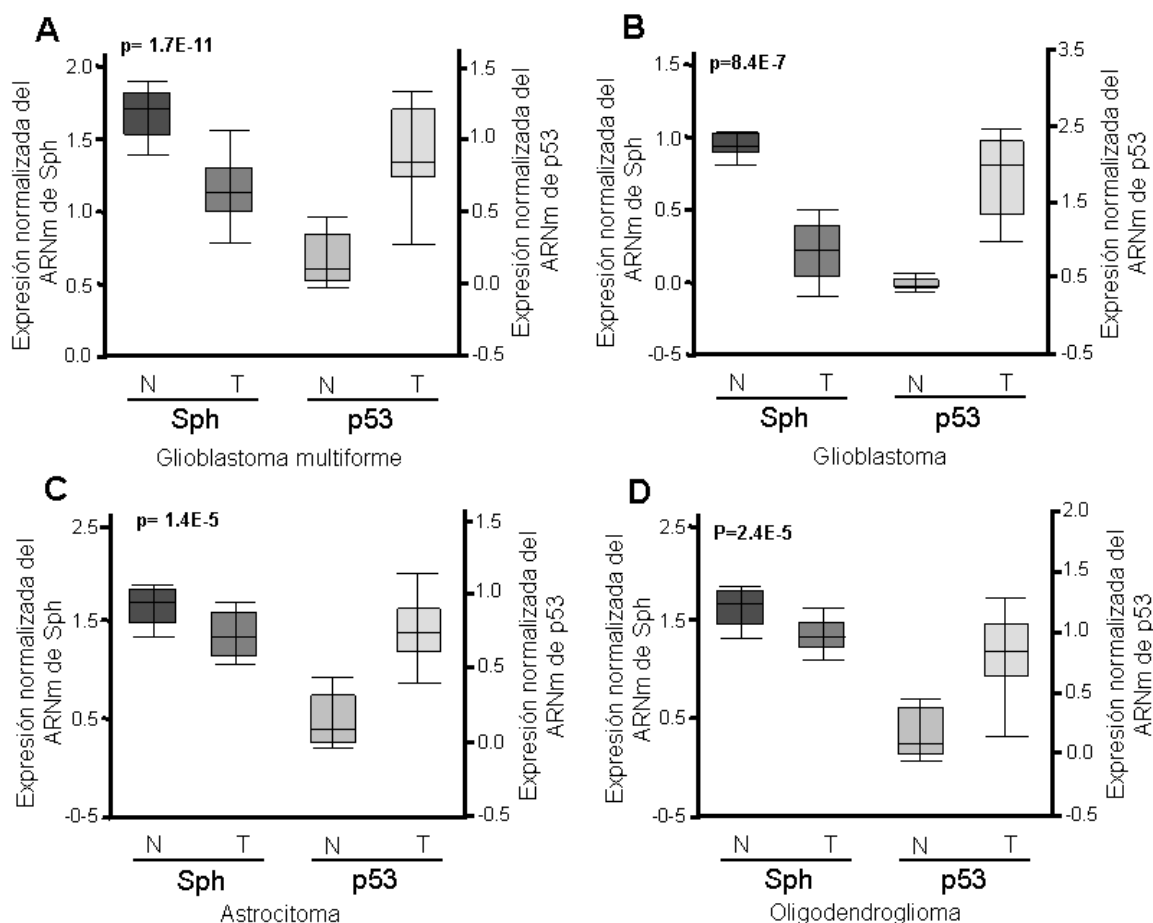 A
p= 1.7E-11
Expresión normalizada del
ARNm de Sph
2.0
1.5
1.0
0.5
0.0
1.5
1.0
0.5
0.0
-0.5
Expresión normalizada del
ARNm de p53
N T N T
Sph p53
Glioblastoma multiforme
B
p=8.4E-7
Expresión normalizada del
ARNm de Sph
1.5
1.0
0.5
0.0
-0-5
3.5
2.5
1.5
0.5
-0.5
Expresión normalizada del
ARNm de p53
N T N T
Sph p53
Glioblastoma
C
p= 1.4E-5
Expresión normalizada del
ARNm de Sph
2.5
1.5
0.5
-0-5
1.5
1.0
0.5
0.0
-0.5
Expresión normalizada del
ARNm de p53
N T N T
Sph p53
Astrocitoma
D
P=2.4E-5
Expresión normalizada del
ARNm de Sph
2.5
1.5
0.5
-0-5
2.0
1.5
1.0
0.5
0.0
-0.5
Expresión normalizada del
ARNm de p53
N T N T
Sph p53
Oligodendroglioma